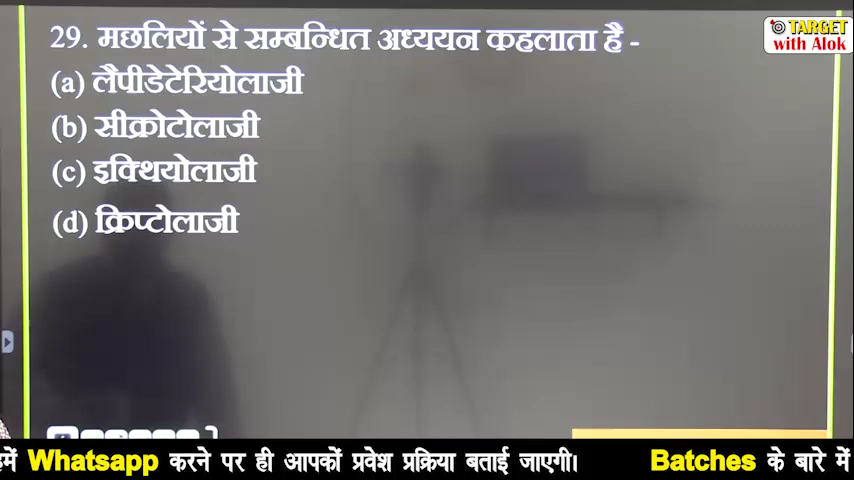 29. मछलियों से सम्बन्धित अध्ययन कहलाता है -
TARGET
with Alok
(a) लैपीडेटेरियोलाजी
(b) सीक्रोटोलाजी
(c) इक्थियोलाजी
(d) क्रिप्टोलाजी
में Whatsapp करने पर ही आपकों प्रवेश प्रक्रिया बताई जाएगी। Batches के बारे में